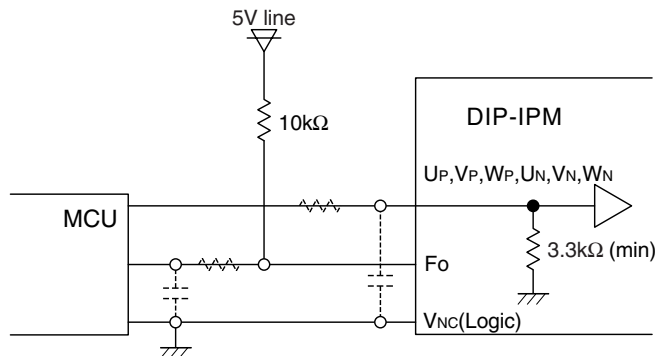 5V line
10kΩ
DIP-IPM
UP,VP,WP,UN,VN,WN
MCU
3.3kΩ (min)
Fo
VNC(Logic)